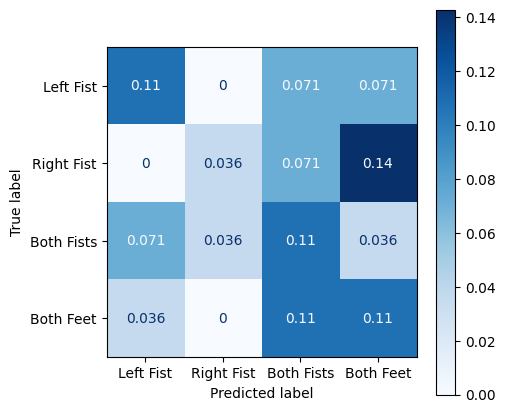 Left Fist 0.11 0 0.071 0.071
Right Fist 0 0.036 0.071 0.14
Both Fists 0.071 0.036 0.11 0.036
Both Feet 0.036 0 0.11 0.11
Left Fist Right Fist Both Fists Both Feet
Predicted label
True label
0.14
0.12
0.10
0.08
0.06
0.04
0.02
0.00